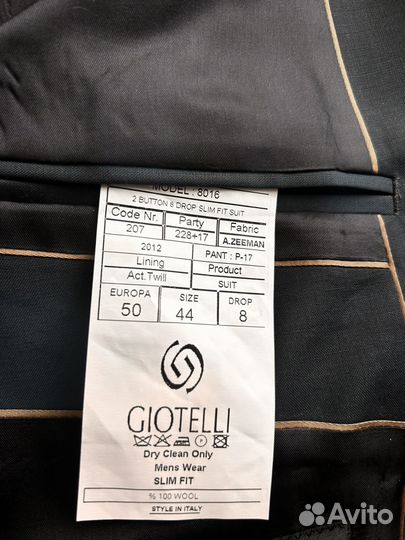 MODEL : 8016
2 BUTTON 8 DROP SLIM FIT SUIT
Code Nr. Party Fabric
207 228+17 A.ZEEMAN
2012 PANT : P-17
Lining Product
Act.Twill SUIT
EUROPA SIZE DROP
50 44 8
GIOTELLI
Dry Clean Only
Mens Wear
SLIM FIT
% 100 WOOL
STYLE IN ITALY
Avito